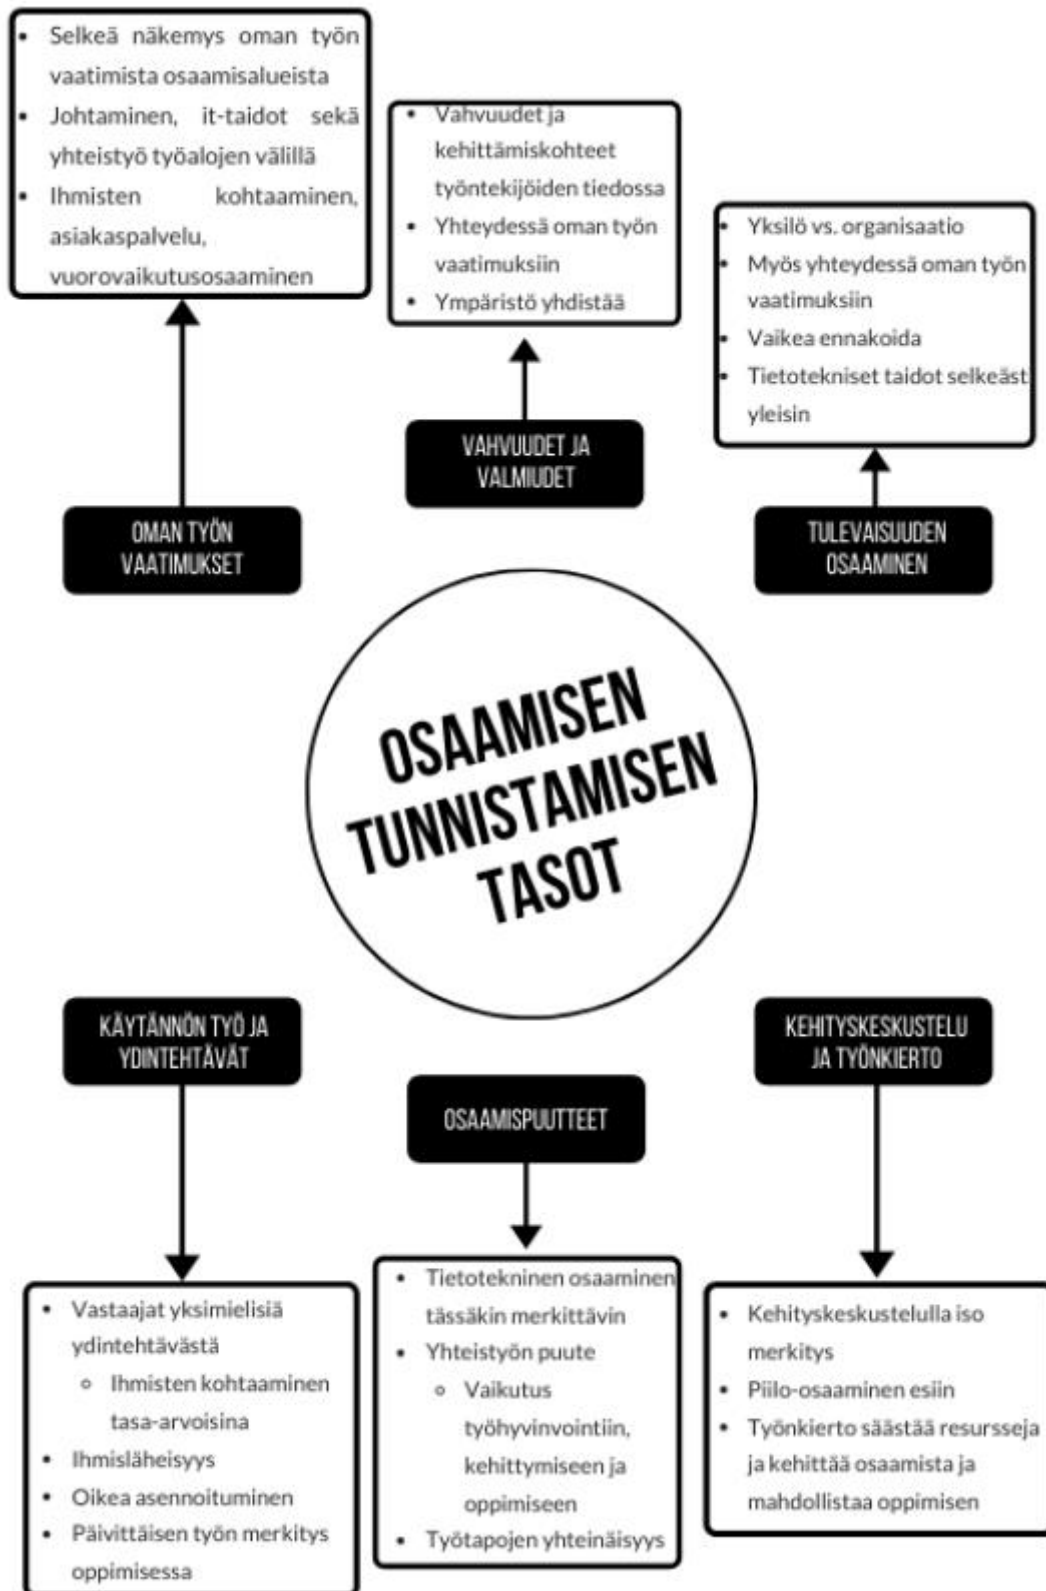 Selkeä näkemys oman työn
vaatimista osaamisalueista
Johtaminen, it-taidot sekä
yhteistyö työalojen välillä
Ihmisten kohtaaminen,
asiakaspalvelu,
vuorovaikutusosaaminen
Vahvuudet ja
kehittämiskohteet
työntekijöiden tiedossa
Yhteydessä oman työn
vaatimuksiin
Ympäristö yhdistää
Yksilö vs. organisaatio
Myös yhteydessä oman työn
vaatimuksiin
Vaikea ennakoida
Tietotekniset taidot selkeäst
yleisin
OMAN TYÖN
VAATIMUKSET
VAHVUUDET JA
VALMIUDET
TULEVAISUUDEN
OSAAMINEN
OSAAMISEN
TUNNISTAMISEN
TASOT
KÄYTÄNNÖN TYÖ JA
YDINTEHTÄVÄT
OSAAMISPUUTTEET
KEHITYSKESKUSTELU
JA TYÖNKIERTO
Vastaajat yksimielisiä
ydintehtävästä
Ihmisten kohtaaminen
tasa-arvoisina
Ihmisläheisyys
Oikea asennoituminen
Päivittäisen työn merkitys
oppimisessa
Tietotekninen osaaminen
tässäkin merkittävin
Yhteistyön puute
Vaikutus
työhyvinvointiin,
kehittymiseen ja
oppimiseen
Työtapojen yhteinäisyys
Kehityskeskustelulla iso
merkitys
Piilo-osaaminen esiin
Työnkierto säästää resursseja
ja kehittää osaamista ja
mahdollistaa oppimisen